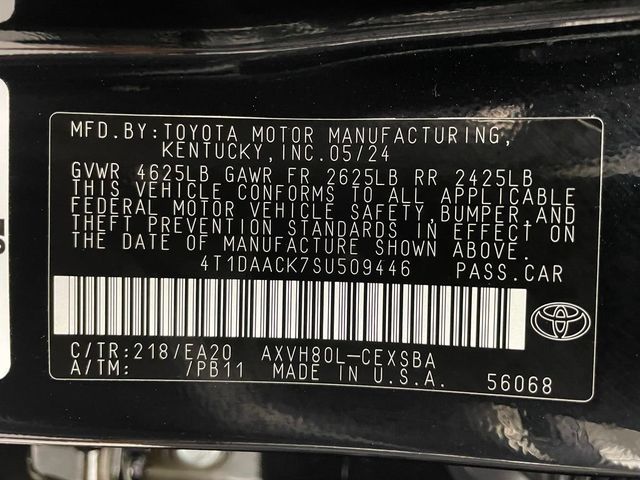 MFD.BY:TOYOTA MOTOR MANUFACTURING,
KENTUCKY,INC.05/24
GVWR 4625LB GAWR FR 2625LB RR 2425LB
THIS VEHICLE CONFORMS TO ALL APPLICABLE
FEDERAL MOTOR VEHICLE SAFETY,BUMPER,AND
THEFT PREVENTION STANDARDS IN EFFECT ON
THE DATE OF MANUFACTURE SHOWN ABOVE.
4T1DAACK7SU509446 PASS.CAR
C/TR:218/EA20 AXVH80L-CEXSBA
A/TM: /PB11 MADE IN U.S.A. 56068